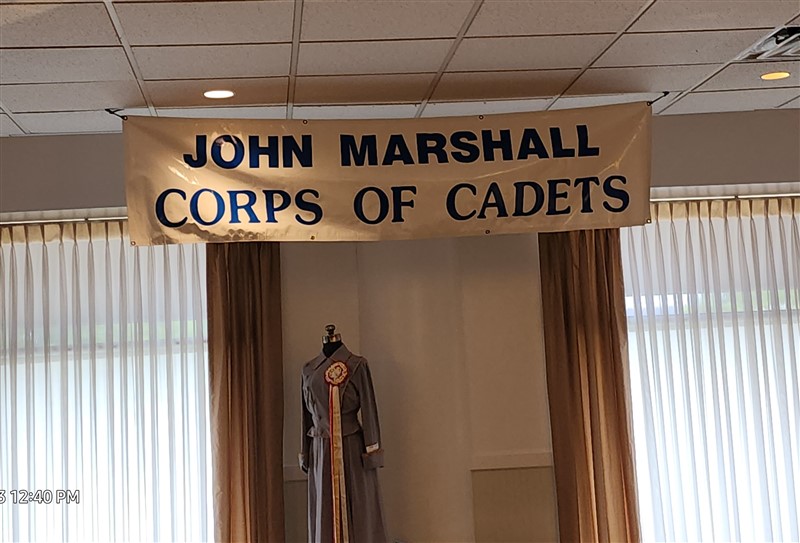 JOHN MARSHALL
CORPS OF CADETS
3 12:40 PM